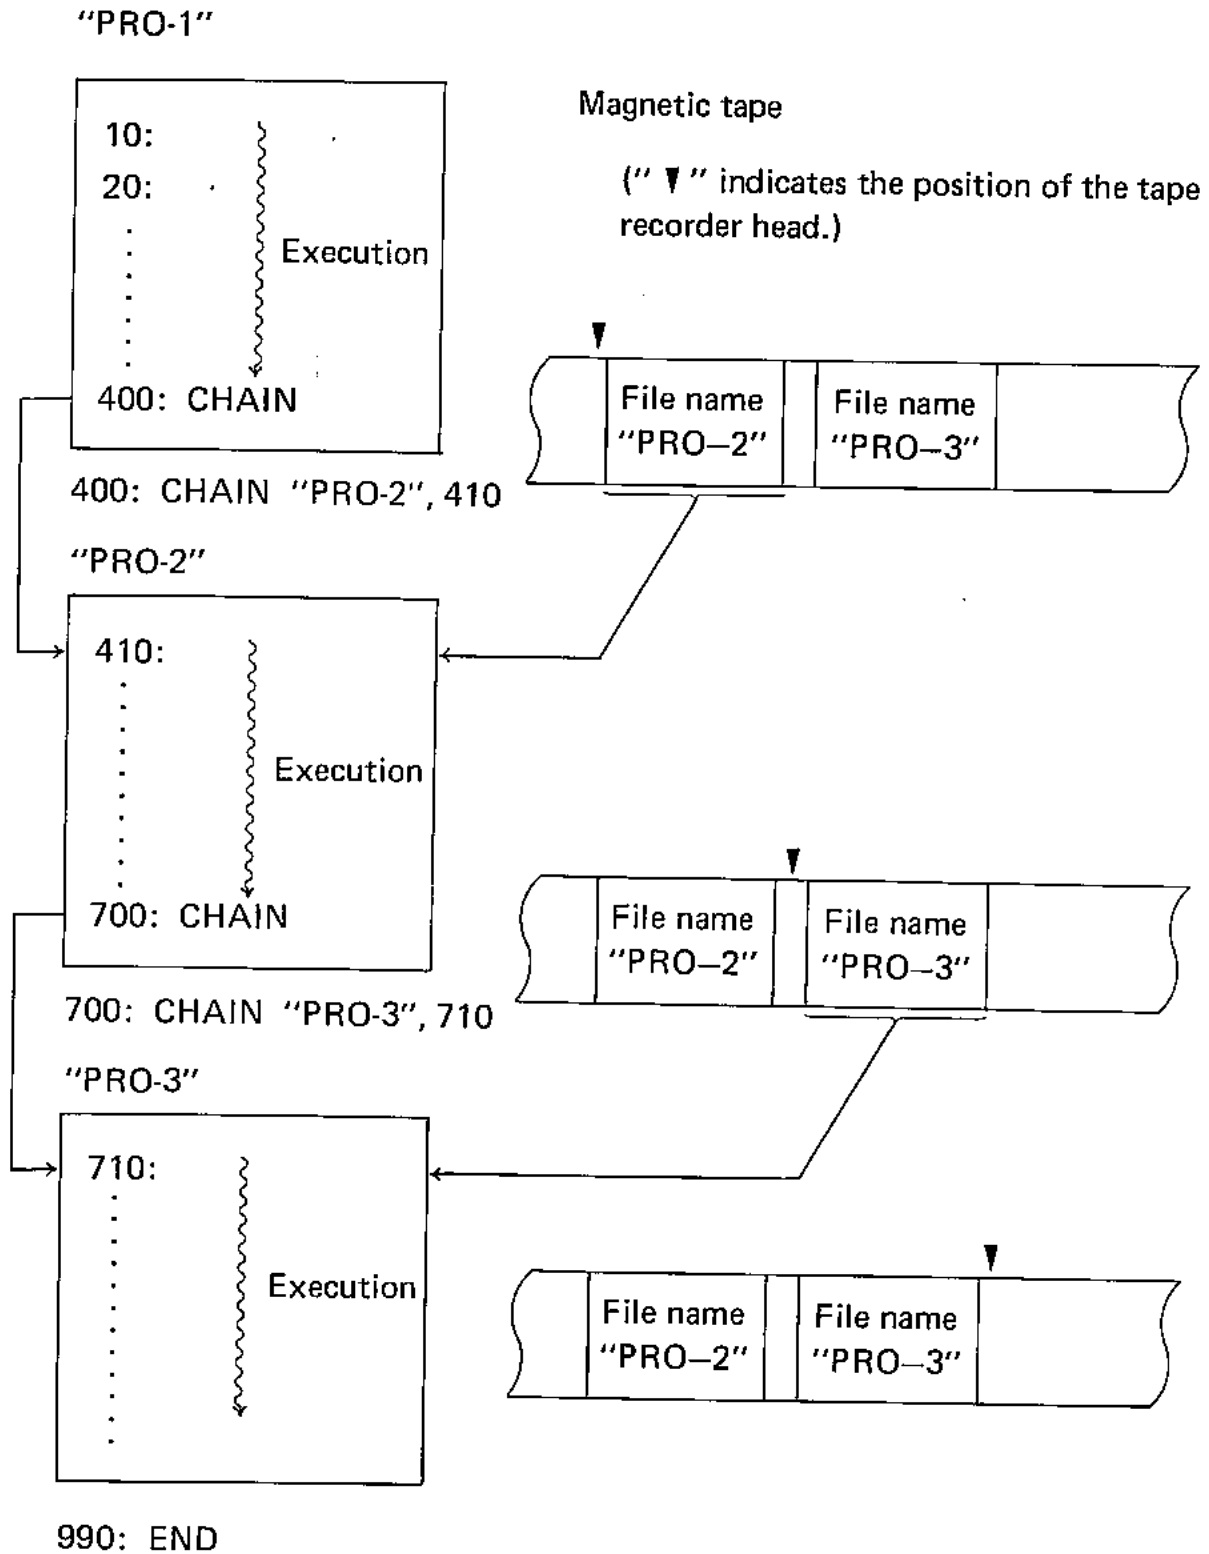 "PRO-1"
10:
20:
Execution
400: CHAIN
Magnetic tape
(" ▼ " indicates the position of the tape
recorder head.)
File name
"PRO–2"
File name
"PRO–3"
400: CHAIN "PRO-2", 410
"PRO-2"
410:
Execution
700: CHAIN
File name
"PRO–2"
File name
"PRO–3"
700: CHAIN "PRO-3", 710
"PRO-3"
710:
Execution
File name
"PRO–2"
File name
"PRO–3"
990: END